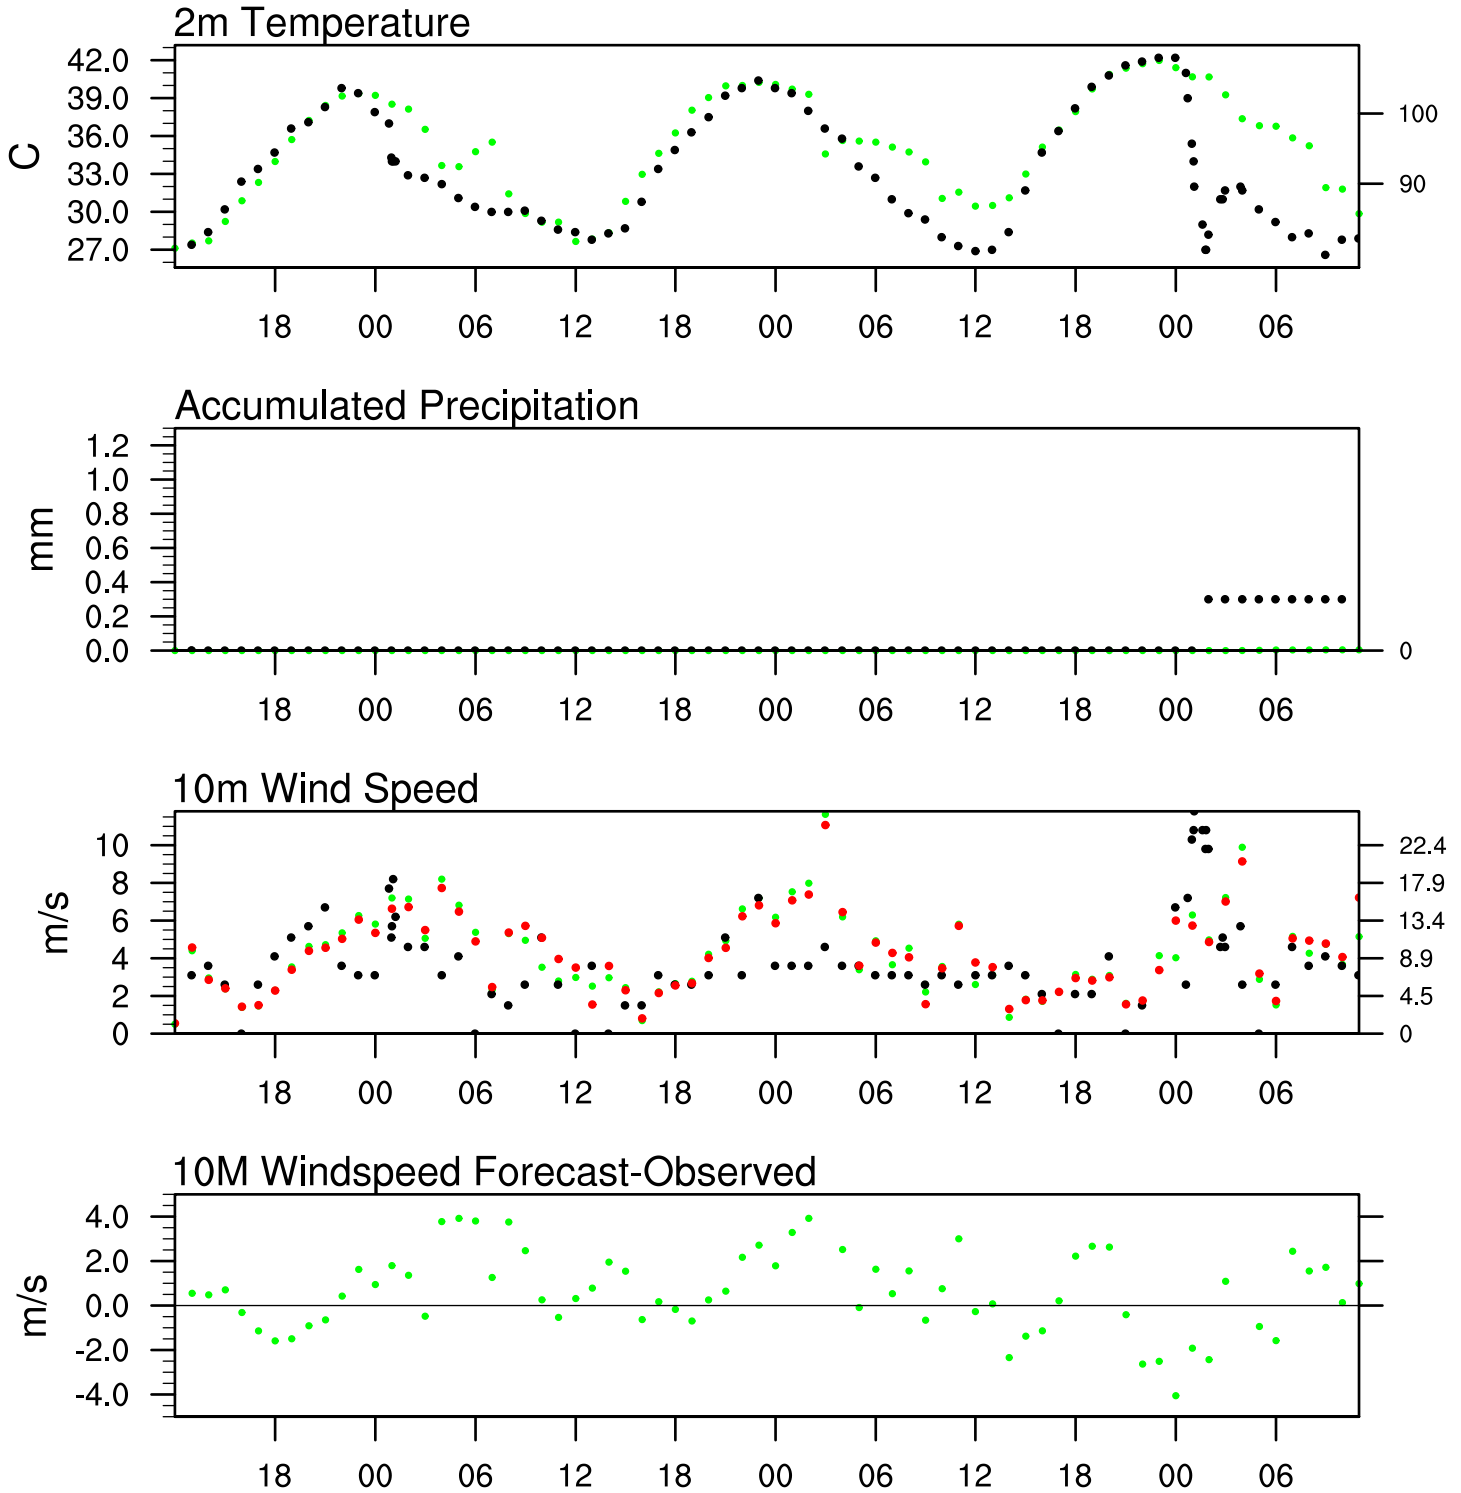 2m Temperature
42.0
39.0
36.0
33.0
30.0
27.0
C
100
90
18 00 06 12 18 00 06 12 18 00 06
Accumulated Precipitation
1.2
1.0
0.8
0.6
0.4
0.2
0.0
mm
0
18 00 06 12 18 00 06 12 18 00 06
10m Wind Speed
10
8
6
4
2
0
m/s
22.4
17.9
13.4
8.9
4.5
0
18 00 06 12 18 00 06 12 18 00 06
10M Windspeed Forecast-Observed
4.0
2.0
0.0
-2.0
-4.0
m/s
18 00 06 12 18 00 06 12 18 00 06